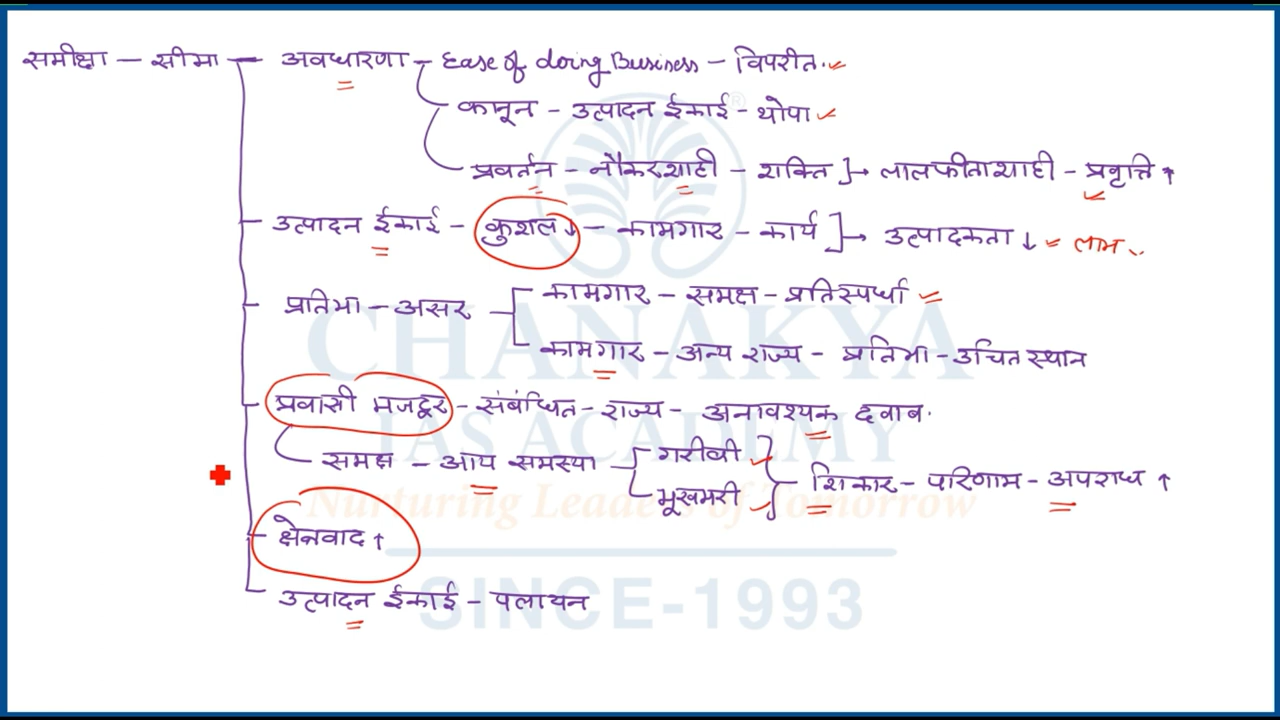 समीक्षा – सीमा – अवधारणा – Ease of doing Business – विपरीत.
कानून – उत्पादन ईकाई – थोपा
प्रवर्तन – नौकरशाही – शक्ति ]→ लालफीताशाही – प्रवृत्ति ↑
उत्पादन ईकाई – कुशल ↓ – कामगार – कार्य ]→ उत्पादकता ↓ लाभ
प्रतिभा – असर
कामगार – समक्ष – प्रतिस्पर्धा
कामगार – अन्य राज्य – प्रतिभा – उचित स्थान
प्रवासी मजदूर – संबंधित – राज्य – अनावश्यक दवाब.
समक्ष – आय समस्या
गरीबी
भूखमरी
शिकार – परिणाम – अपराध ↑
क्षेत्रवाद ↑
उत्पादन ईकाई – पलायन
CHANAKYA
IAS ACADEMY
Nurturing Leaders of Tomorrow
SINCE-1993
®